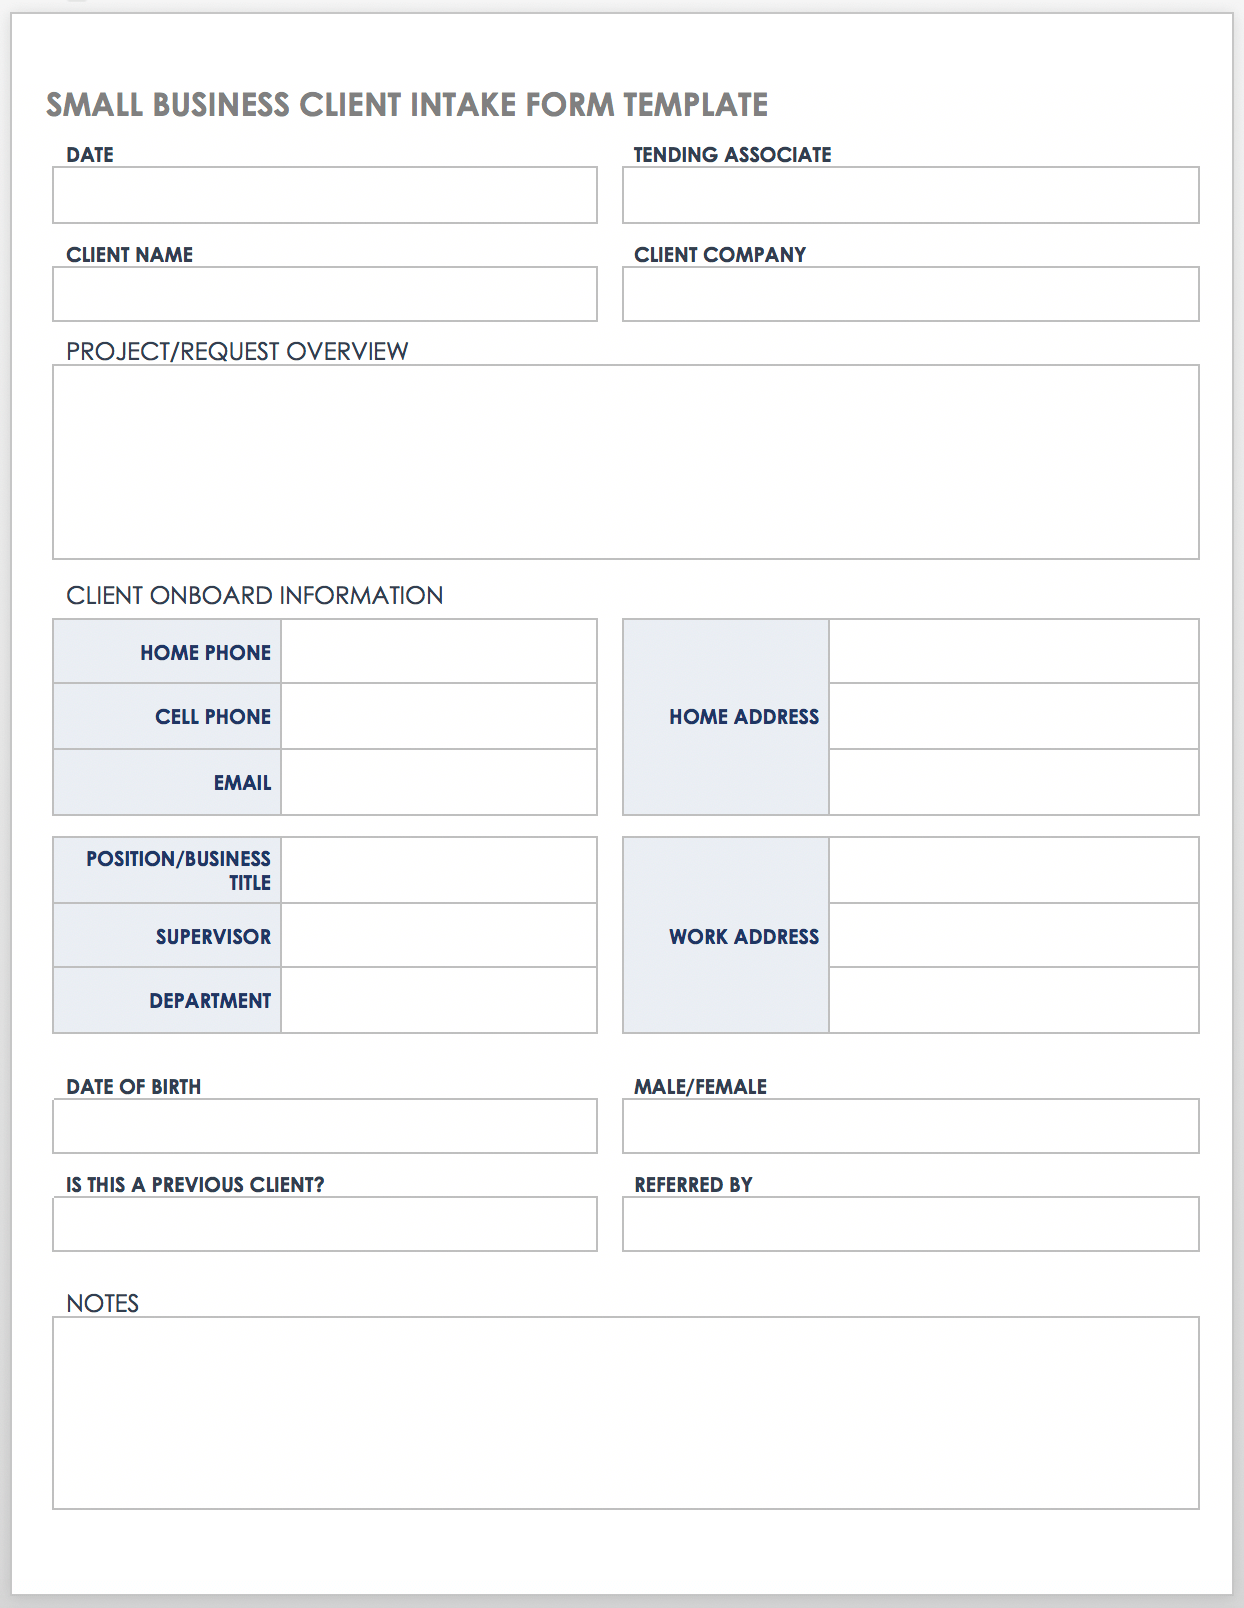 SMALL BUSINESS CLIENT INTAKE FORM TEMPLATE
DATE
TENDING ASSOCIATE
CLIENT NAME
CLIENT COMPANY
PROJECT/REQUEST OVERVIEW
CLIENT ONBOARD INFORMATION
HOME PHONE
CELL PHONE
EMAIL
HOME ADDRESS
POSITION/BUSINESS
TITLE
SUPERVISOR
DEPARTMENT
WORK ADDRESS
DATE OF BIRTH
MALE/FEMALE
IS THIS A PREVIOUS CLIENT?
REFERRED BY
NOTES